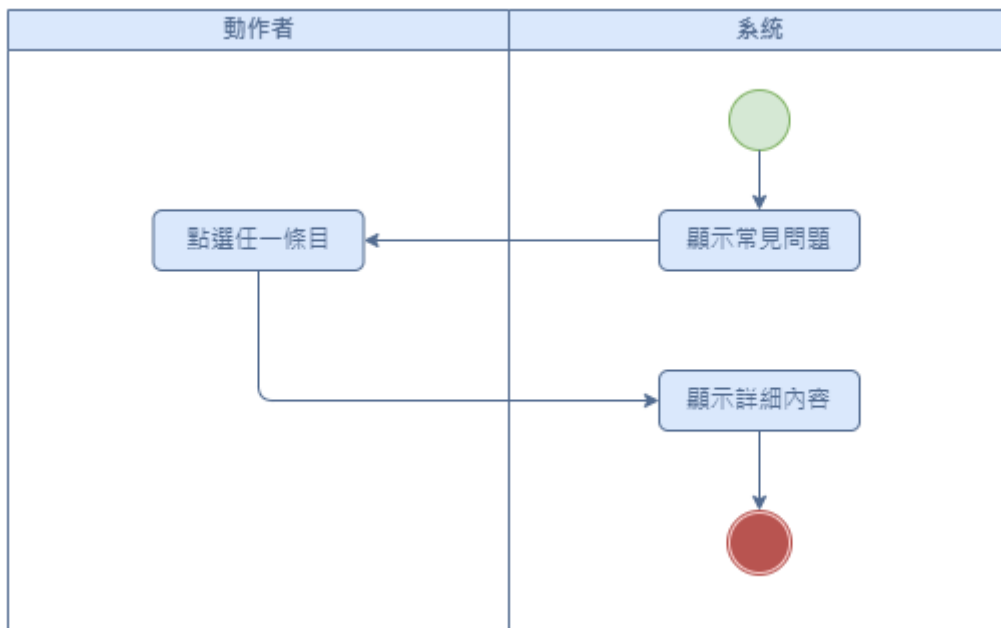 動作者
系統
顯示常見問題
點選任一條目
顯示詳細內容